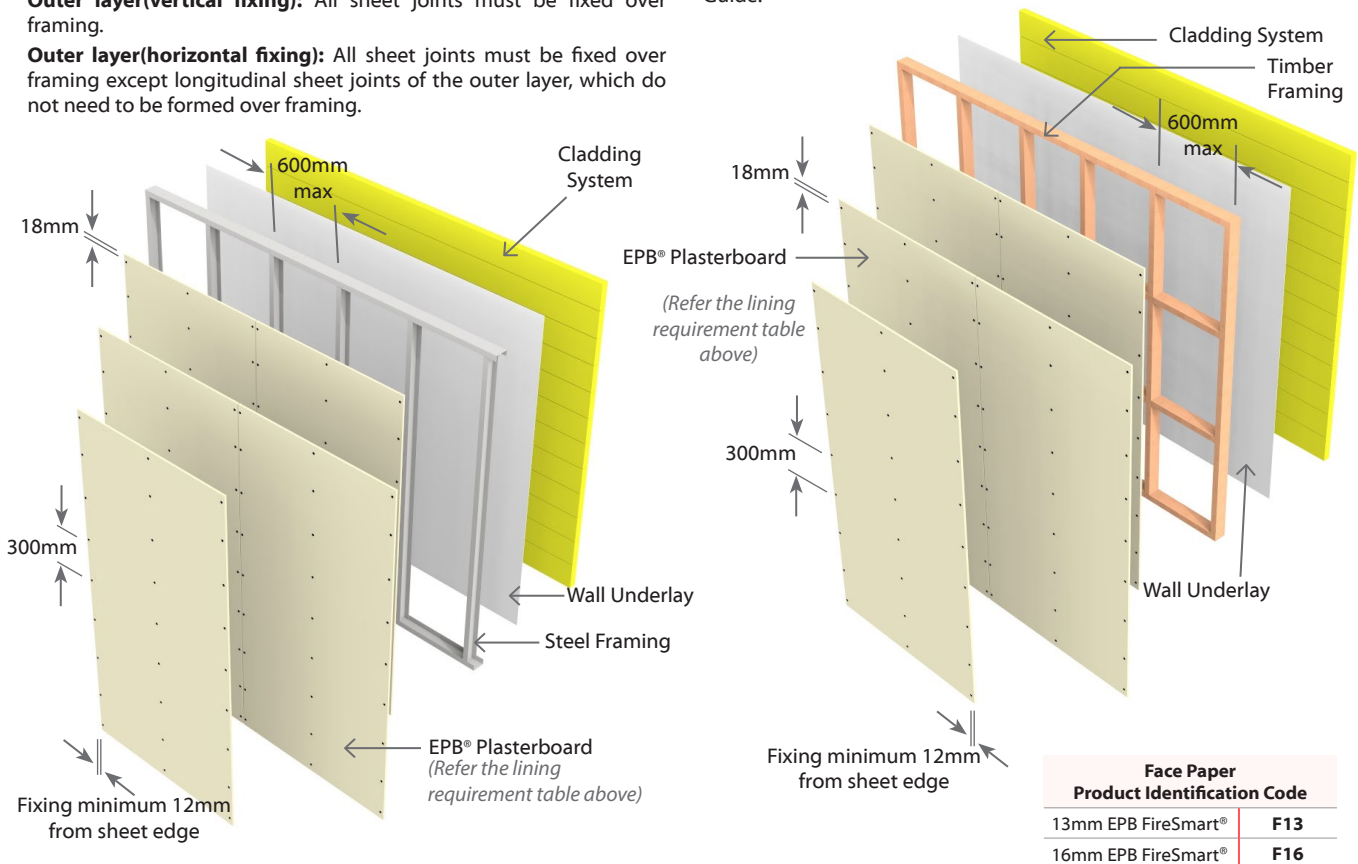 Outer layer(vertical fixing): All sheet joints must be fixed over
framing.
Outer layer(horizontal fixing): All sheet joints must be fixed over
framing except longitudinal sheet joints of the outer layer, which do
not need to be formed over framing.
600mm
max
Cladding
System
18mm
300mm
Wall Underlay
Steel Framing
EPB® Plasterboard
(Refer the lining
requirement table above)
Fixing minimum 12mm
from sheet edge
Guide.
Cladding System
Timber
Framing
600mm
max
18mm
EPB® Plasterboard
(Refer the lining
requirement table
above)
300mm
Wall Underlay
Fixing minimum 12mm
from sheet edge
Face Paper
Product Identification Code
13mm EPB FireSmart® F13
16mm EPB FireSmart® F16